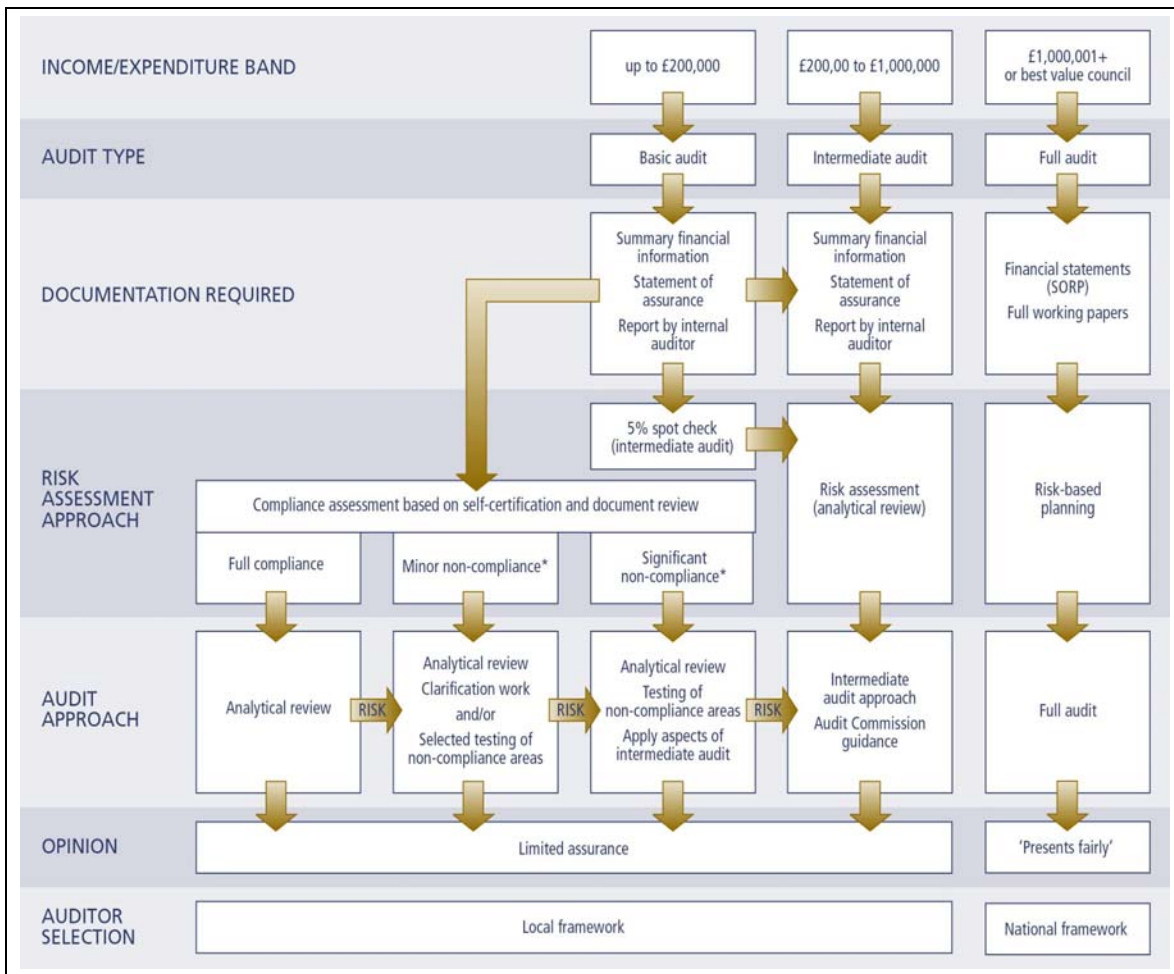 INCOME/EXPENDITURE BAND
up to £200,000
£200,00 to £1,000,000
£1,000,001+
or best value council
AUDIT TYPE
Basic audit
Intermediate audit
Full audit
DOCUMENTATION REQUIRED
Summary financial
information
Statement of
assurance
Report by internal
auditor
Summary financial
information
Statement of
assurance
Report by internal
auditor
Financial statements
(SORP)
Full working papers
RISK
ASSESSMENT
APPROACH
5% spot check
(intermediate audit)
Compliance assessment based on self-certification and document review
Full compliance
Minor non-compliance*
Significant
non-compliance*
Risk assessment
(analytical review)
Risk-based
planning
AUDIT
APPROACH
Analytical review
RISK
Analytical review
Clarification work
and/or
Selected testing of
non-compliance areas
RISK
Analytical review
Testing of
non-compliance areas
Apply aspects of
intermediate audit
RISK
Intermediate
audit approach
Audit Commission
guidance
Full audit
OPINION
Limited assurance
'Presents fairly'
AUDITOR
SELECTION
Local framework
National framework